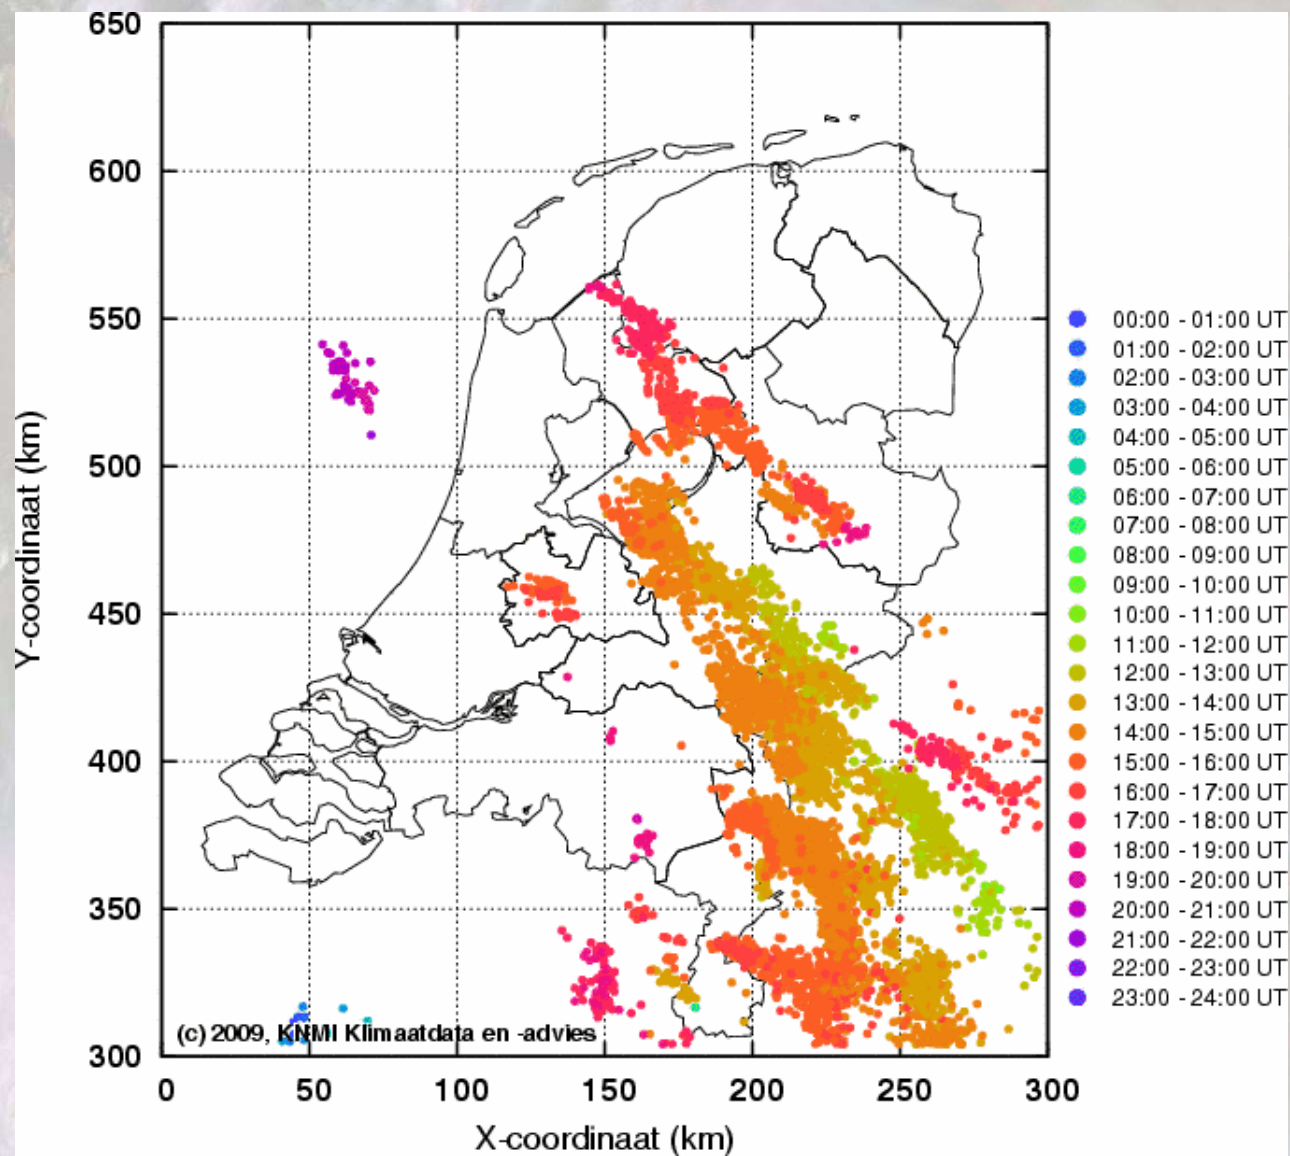 650
600
550
500
450
400
350
300
Y-coordinaat (km)
0 50 100 150 200 250 300
X-coordinaat (km)
(c) 2009, KNMI Klimaatdata en -advies
00:00 - 01:00 UT
01:00 - 02:00 UT
02:00 - 03:00 UT
03:00 - 04:00 UT
04:00 - 05:00 UT
05:00 - 06:00 UT
06:00 - 07:00 UT
07:00 - 08:00 UT
08:00 - 09:00 UT
09:00 - 10:00 UT
10:00 - 11:00 UT
11:00 - 12:00 UT
12:00 - 13:00 UT
13:00 - 14:00 UT
14:00 - 15:00 UT
15:00 - 16:00 UT
16:00 - 17:00 UT
17:00 - 18:00 UT
18:00 - 19:00 UT
19:00 - 20:00 UT
20:00 - 21:00 UT
21:00 - 22:00 UT
22:00 - 23:00 UT
23:00 - 24:00 UT